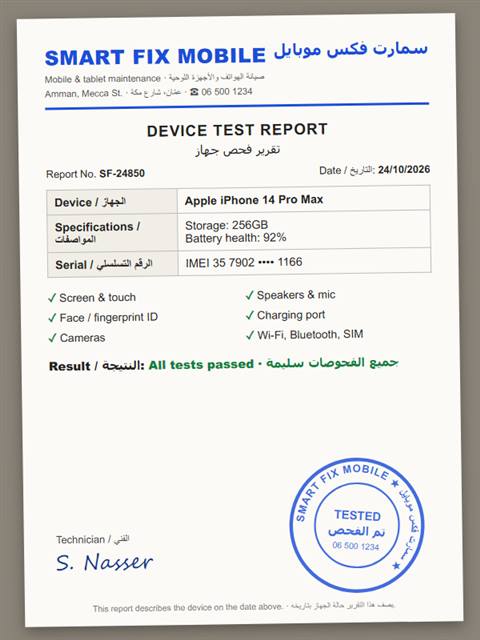 SMART FIX MOBILE سمارت فكس موبايل
Mobile & tablet maintenance · صيانة الهواتف والأجهزة اللوحية
Amman, Mecca St. · عمّان، شارع مكة · ☎ 06 500 1234
DEVICE TEST REPORT
تقرير فحص جهاز
Report No. SF-24850
Date / التاريخ: 24/10/2026
Device / الجهاز
Apple iPhone 14 Pro Max
Specifications / المواصفات
Storage: 256GB
Battery health: 92%
Serial / الرقم التسلسلي
IMEI 35 7902 •••• 1166
✓ Screen & touch
✓ Speakers & mic
✓ Face / fingerprint ID
✓ Charging port
✓ Cameras
✓ Wi-Fi, Bluetooth, SIM
Result / النتيجة: All tests passed · جميع الفحوصات سليمة
SMART FIX MOBILE ★ سمارت فكس موبايل ★
TESTED
تم الفحص
06 500 1234
Technician / الفني
S. Nasser
This report describes the device on the date above. · يصف هذا التقرير حالة الجهاز بتاريخه.